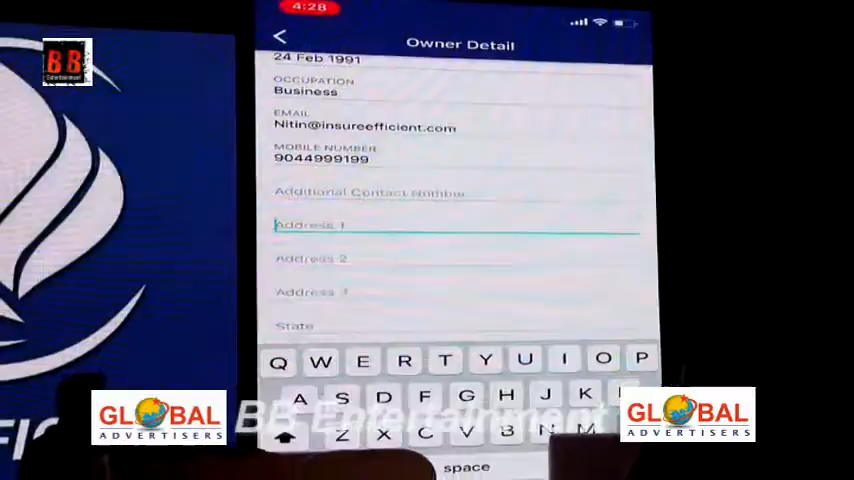 4:28
Owner Detail
24 Feb 1991
OCCUPATION
Business
EMAIL
Nitin@insureefficient.com
MOBILE NUMBER
9044999199
Additional Contact Number
Address 1
Address 2
Address 3
State
Q W E R T Y U I O P
A S D F G H J K
Z X C V B N M
space
BB
Entertainment
BB Entertainment
GLOBAL
ADVERTISERS
GLOBAL
ADVERTISERS